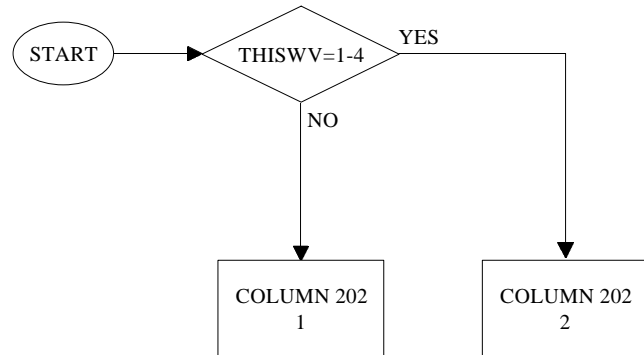 START
THISWV=1-4
YES
NO
COLUMN 202
1
COLUMN 202
2